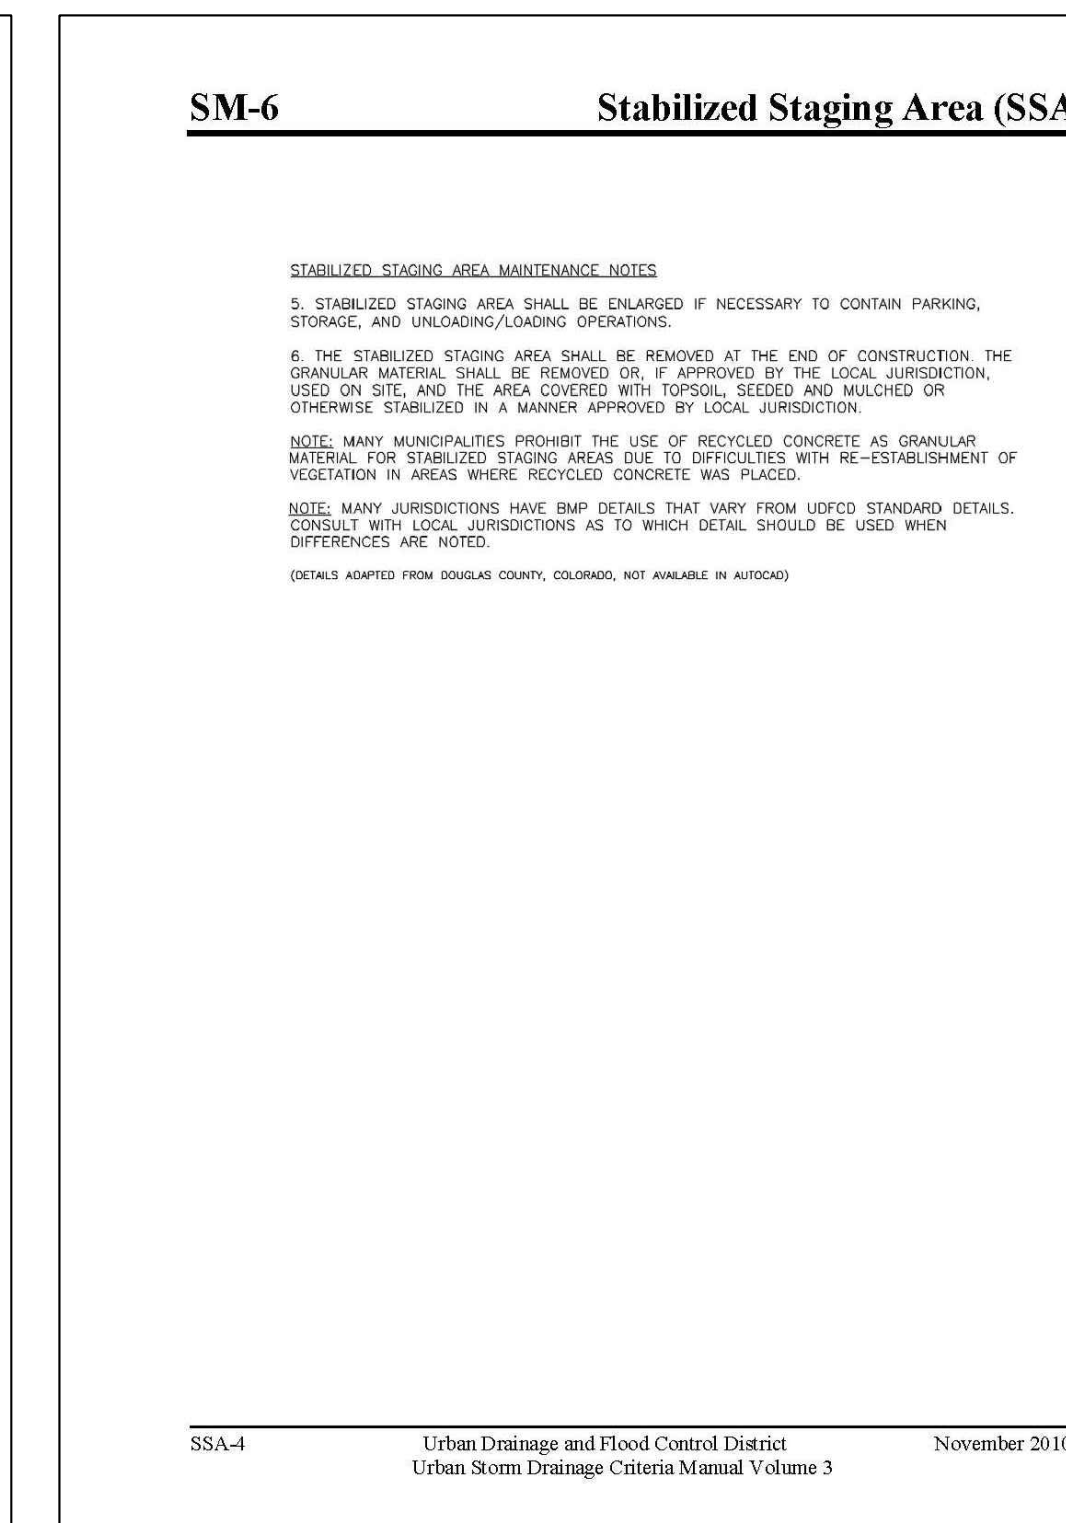 SM-6 Stabilized Staging Area (SSA
STABILIZED STAGING AREA MAINTENANCE NOTES
5. STABILIZED STAGING AREA SHALL BE ENLARGED IF NECESSARY TO CONTAIN PARKING,
STORAGE, AND UNLOADING/LOADING OPERATIONS.
6. THE STABILIZED STAGING AREA SHALL BE REMOVED AT THE END OF CONSTRUCTION. THE
GRANULAR MATERIAL SHALL BE REMOVED OR, IF APPROVED BY THE LOCAL JURISDICTION,
USED ON SITE, AND THE AREA COVERED WITH TOPSOIL, SEEDED AND MULCHED OR
OTHERWISE STABILIZED IN A MANNER APPROVED BY LOCAL JURISDICTION.
NOTE: MANY MUNICIPALITIES PROHIBIT THE USE OF RECYCLED CONCRETE AS GRANULAR
MATERIAL FOR STABILIZED STAGING AREAS DUE TO DIFFICULTIES WITH RE-ESTABLISHMENT OF
VEGETATION IN AREAS WHERE RECYCLED CONCRETE WAS PLACED.
NOTE: MANY JURISDICTIONS HAVE BMP DETAILS THAT VARY FROM UDFCD STANDARD DETAILS.
CONSULT WITH LOCAL JURISDICTIONS AS TO WHICH DETAIL SHOULD BE USED WHEN
DIFFERENCES ARE NOTED.
(DETAILS ADAPTED FROM DOUGLAS COUNTY, COLORADO, NOT AVAILABLE IN AUTOCAD)
SSA-4 Urban Drainage and Flood Control District November 2010
Urban Storm Drainage Criteria Manual Volume 3